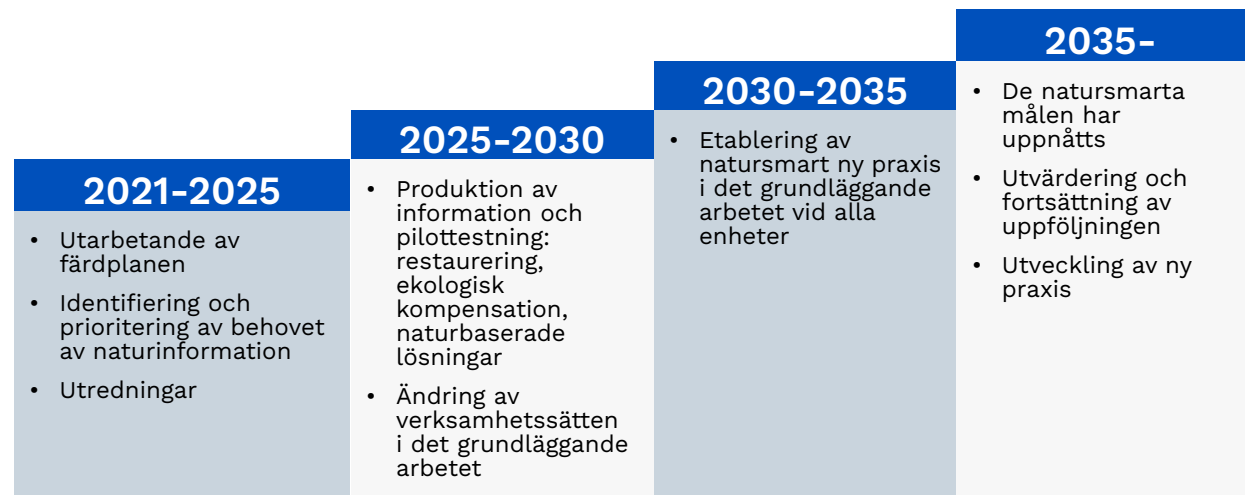 2021-2025
• Utarbetande av
färdplanen
• Identifiering och
prioritering av behovet
av naturinformation
• Utredningar
2025-2030
• Produktion av
information och
pilottestning:
restaurering,
ekologisk
kompensation,
naturbaserade
lösningar
• Ändring av
verksamhetssätten
i det grundläggande
arbetet
2030-2035
• Etablering av
natursmart ny praxis
i det grundläggande
arbetet vid alla
enheter
2035-
• De natursmarta
målen har
uppnåtts
• Utvärdering och
fortsättning av
uppföljningen
• Utveckling av ny
praxis